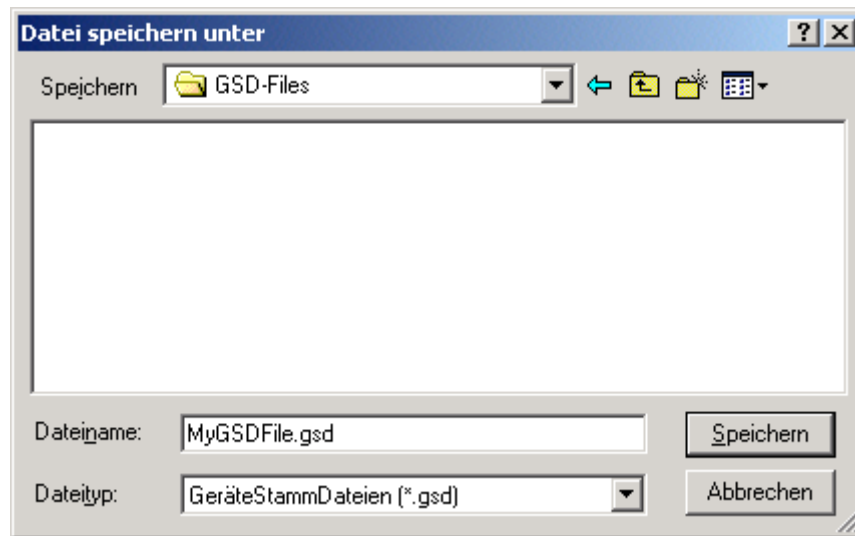 Datei speichern unter
Speichern GSD-Files
Dateiname: MyGSDFile.gsd Speichern
Dateityp: GeräteStammDateien (*.gsd) Abbrechen